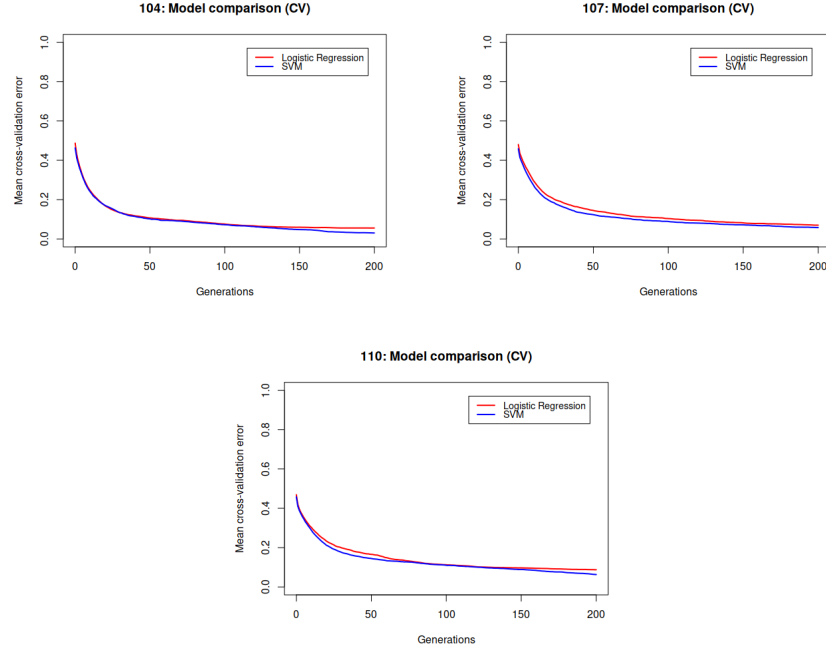 104: Model comparison (CV)
Mean cross-validation error
1.0
0.8
0.6
0.4
0.2
0.0
Logistic Regression
SVM
0 50 100 150 200
Generations
107: Model comparison (CV)
Mean cross-validation error
1.0
0.8
0.6
0.4
0.2
0.0
Logistic Regression
SVM
0 50 100 150 200
Generations
110: Model comparison (CV)
Mean cross-validation error
1.0
0.8
0.6
0.4
0.2
0.0
Logistic Regression
SVM
0 50 100 150 200
Generations